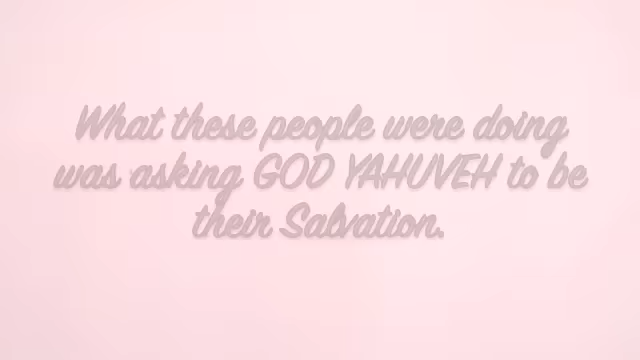 What these people were doing
was asking GOD YAHUVEH to be
their Salvation.